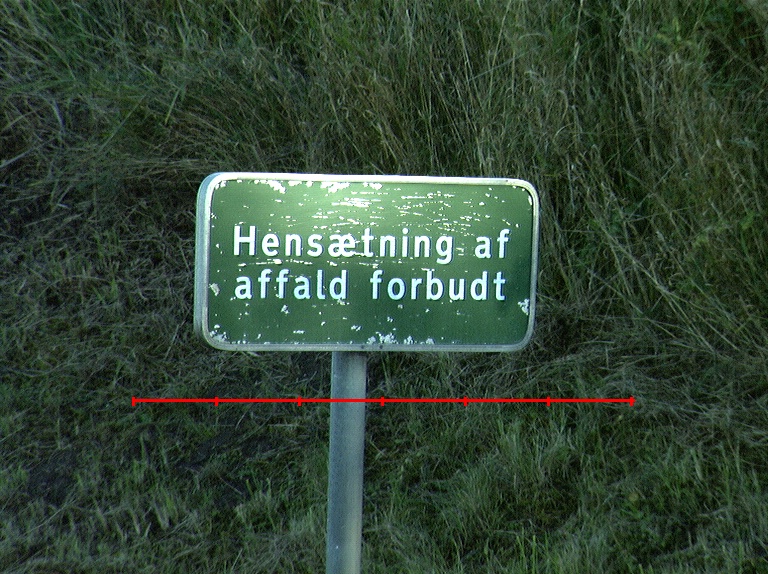 Hensætning af
affald forbudt